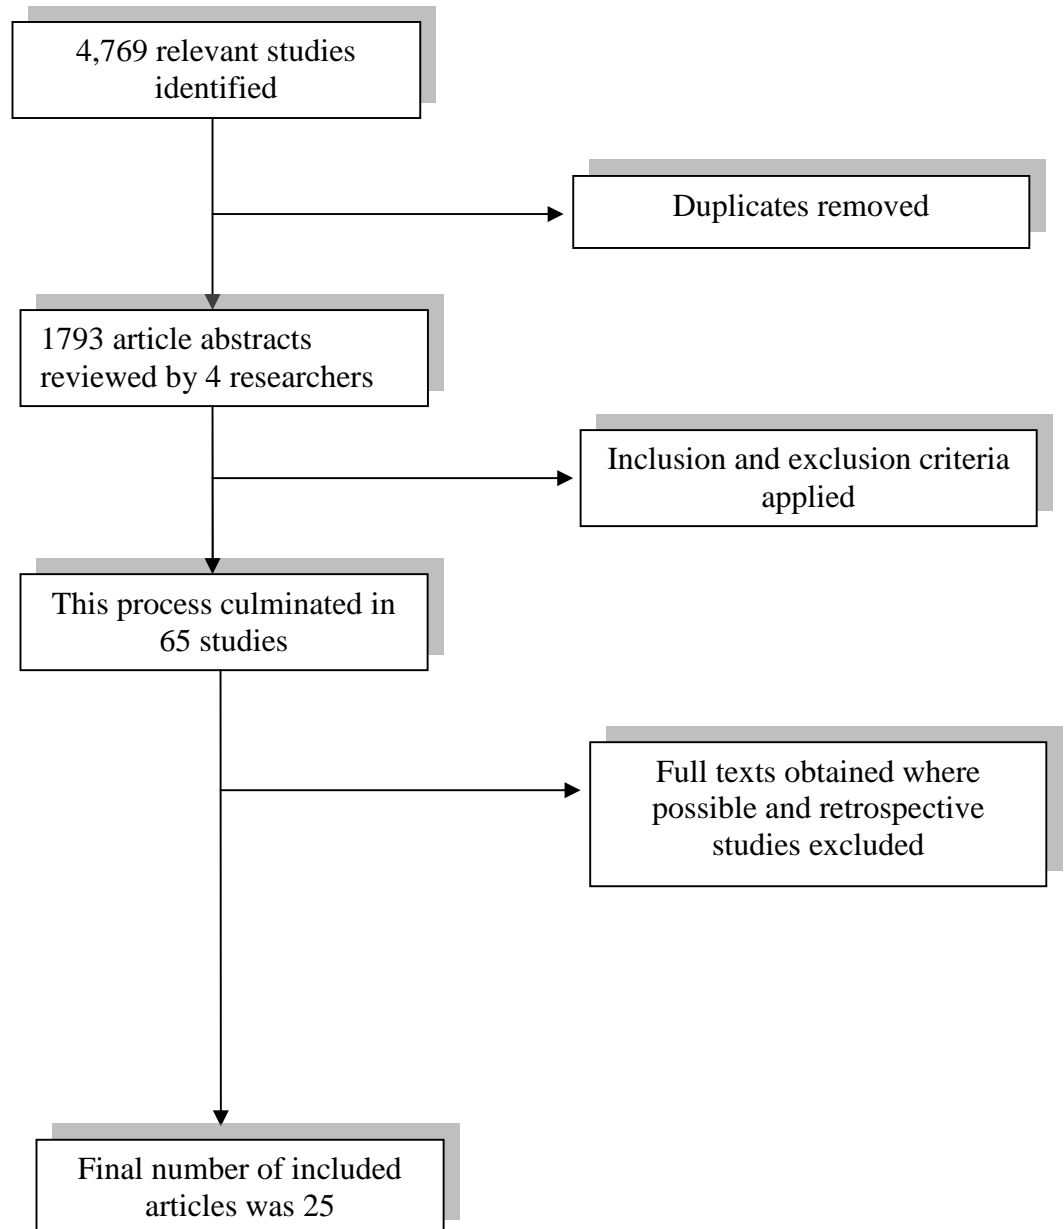 4,769 relevant studies
identified
Duplicates removed
1793 article abstracts
reviewed by 4 researchers
Inclusion and exclusion criteria
applied
This process culminated in
65 studies
Full texts obtained where
possible and retrospective
studies excluded
Final number of included
articles was 25